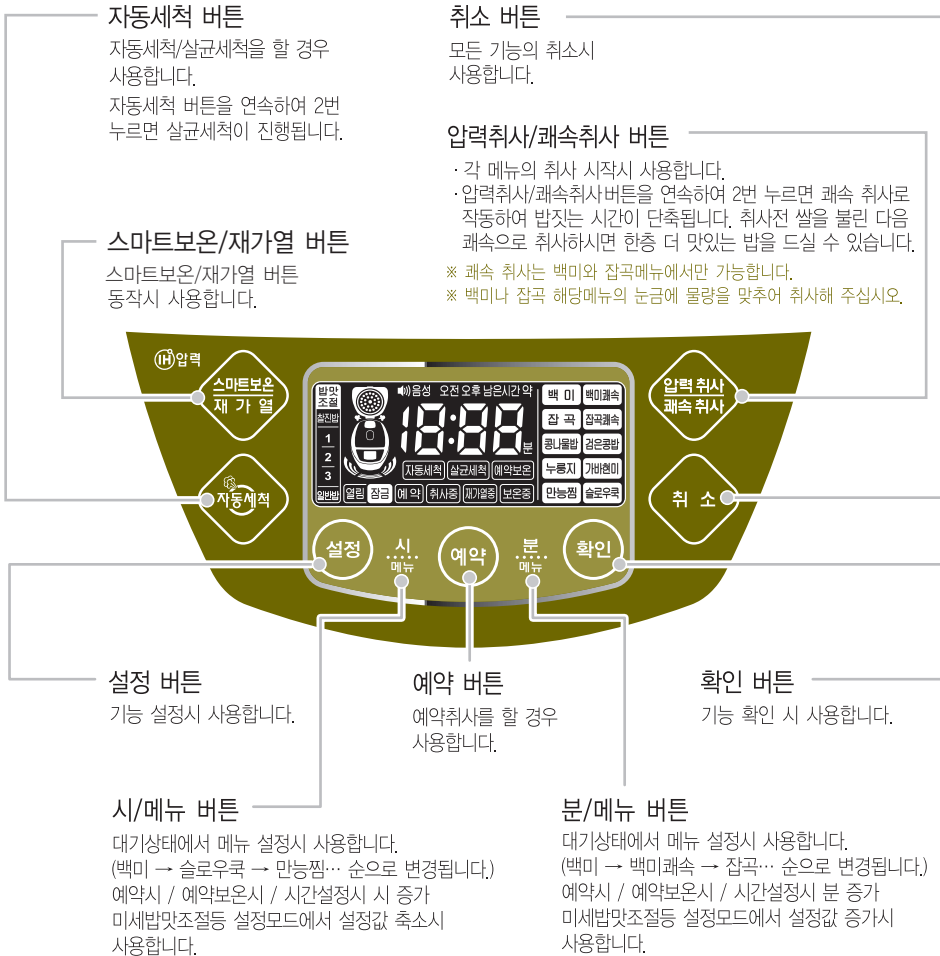 자동세척 버튼
자동세척/살균세척을 할 경우
사용합니다.
자동세척 버튼을 연속하여 2번
누르면 살균세척이 진행됩니다.
취소 버튼
모든 기능의 취소시
사용합니다.
압력취사/쾌속취사 버튼
· 각 메뉴의 취사 시작시 사용합니다.
· 압력취사/쾌속취사버튼을 연속하여 2번 누르면 쾌속 취사로
작동하여 밥짓는 시간이 단축됩니다. 취사전 쌀을 불린 다음
쾌속으로 취사하시면 한층 더 맛있는 밥을 드실 수 있습니다.
※ 쾌속 취사는 백미와 잡곡메뉴에서만 가능합니다.
※ 백미나 잡곡 해당메뉴의 눈금에 물량을 맞추어 취사해 주십시오.
스마트보온/재가열 버튼
스마트보온/재가열 버튼
동작시 사용합니다.
IH압력
스마트보온
재 가 열
자동세척
밥맛
조절
찰진밥
1
2
3
일반밥
음성 오전 오후 남은시간 약
18:88 분
자동세척 살균세척 예약보온
열림 잠금 예 약 취사중 재가열중 보온중
백 미 백미쾌속
잡 곡 잡곡쾌속
콩나물밥 검은콩밥
누룽지 가바현미
만능찜 슬로우쿡
압력 취사
쾌속 취사
취 소
설정
시
메뉴
예약
분
메뉴
확인
설정 버튼
기능 설정시 사용합니다.
예약 버튼
예약취사를 할 경우
사용합니다.
확인 버튼
기능 확인 시 사용합니다.
시/메뉴 버튼
대기상태에서 메뉴 설정시 사용합니다.
(백미 → 슬로우쿡 → 만능찜… 순으로 변경됩니다.)
예약시 / 예약보온시 / 시간설정시 시 증가
미세밥맛조절등 설정모드에서 설정값 축소시
사용합니다.
분/메뉴 버튼
대기상태에서 메뉴 설정시 사용합니다.
(백미 → 백미쾌속 → 잡곡… 순으로 변경됩니다.)
예약시 / 예약보온시 / 시간설정시 분 증가
미세밥맛조절등 설정모드에서 설정값 증가시
사용합니다.